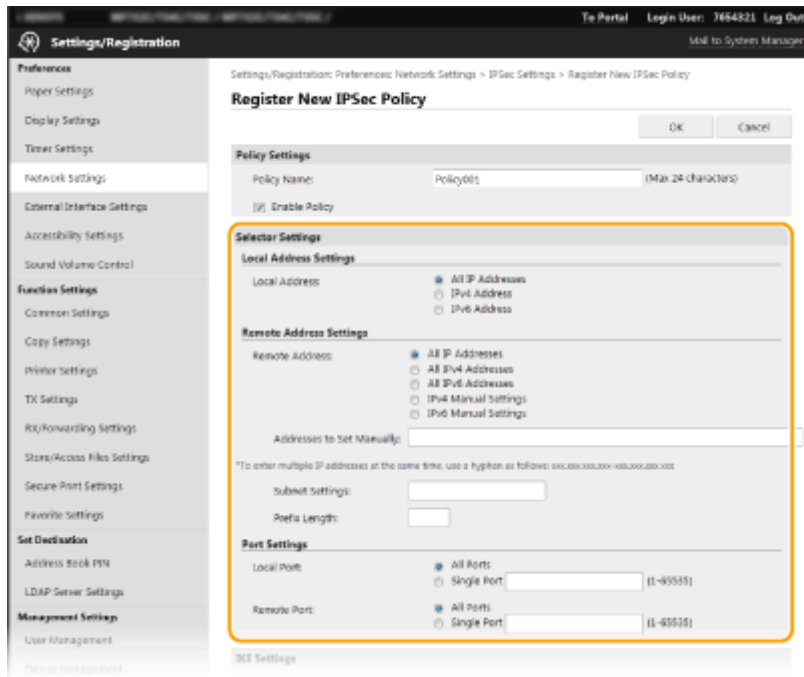 To Portal Login User: 7654321 Log Out
Settings/Registration
Mail to System Manager
Preferences
Paper Settings
Display Settings
Timer Settings
Network Settings
External Interface Settings
Accessibility Settings
Sound Volume Control
Function Settings
Common Settings
Copy Settings
Printer Settings
TX Settings
RX/Forwarding Settings
Store/Access Files Settings
Secure Print Settings
Favorite Settings
Set Destination
Address Book PIN
LDAP Server Settings
Management Settings
User Management
Device Management
Settings/Registration: Preferences: Network Settings > IPSec Settings > Register New IPSec Policy
Register New IPSec Policy
OK Cancel
Policy Settings
Policy Name: Policy001 (Max 24 characters)
Enable Policy
Selector Settings
Local Address Settings
Local Address All IP Addresses
IPv4 Address
IPv6 Address
Remote Address Settings
Remote Address: All IP Addresses
All IPv4 Addresses
All IPv6 Addresses
IPv4 Manual Settings
IPv6 Manual Settings
Addresses to Set Manually:
*To enter multiple IP addresses at the same time, use a hyphen as follows: xxx.xxx.xxx.xxx-xxx.xxx.xxx.xxx
Subnet Settings:
Prefix Length:
Port Settings
Local Port: All Ports
Single Port (1-65535)
Remote Port: All Ports
Single Port (1-65535)
IKE Settings